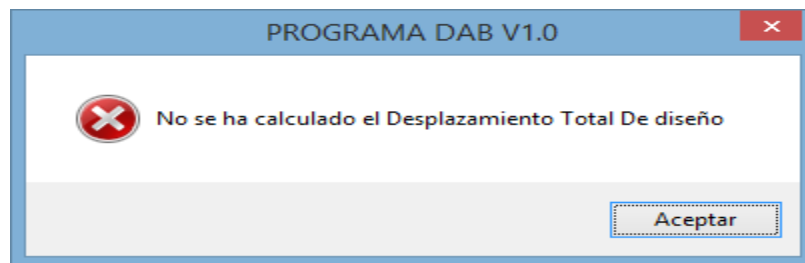 PROGRAMA DAB V1.0
No se ha calculado el Desplazamiento Total De diseño
Aceptar